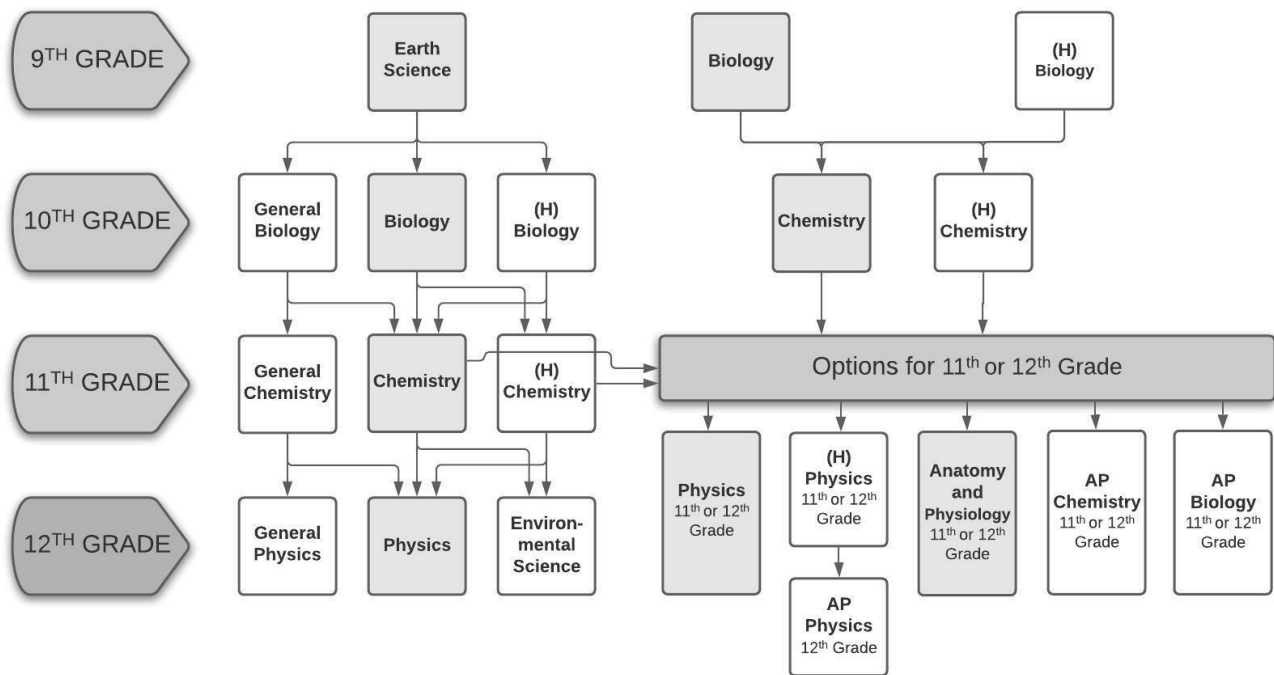 9TH GRADE
Earth
Science
Biology
(H)
Biology
10TH GRADE
General
Biology
Biology
(H)
Biology
Chemistry
(H)
Chemistry
11TH GRADE
General
Chemistry
Chemistry
(H)
Chemistry
Options for 11th or 12th Grade
12TH GRADE
General
Physics
Physics
Environ-
mental
Science
Physics
11th or 12th
Grade
(H)
Physics
11th or 12th
Grade
AP
Physics
12th Grade
Anatomy
and
Physiology
11th or 12th
Grade
AP
Chemistry
11th or 12th
Grade
AP
Biology
11th or 12th
Grade